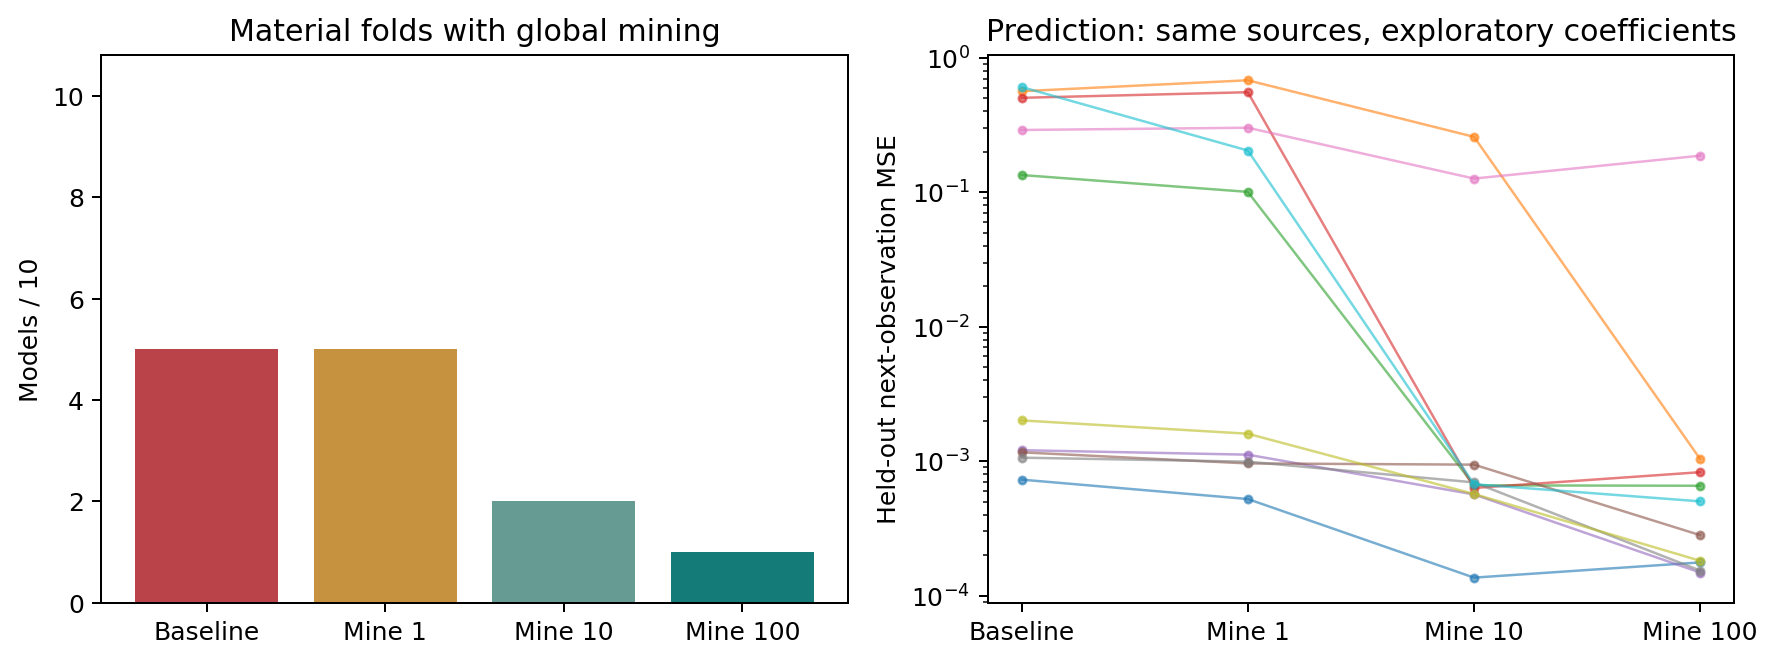 Material folds with global mining
Models / 10
10
8
6
4
2
0
Baseline
Mine 1
Mine 10
Mine 100
Prediction: same sources, exploratory coefficients
Held-out next-observation MSE
10⁰
10⁻¹
10⁻²
10⁻³
10⁻⁴
Baseline
Mine 1
Mine 10
Mine 100